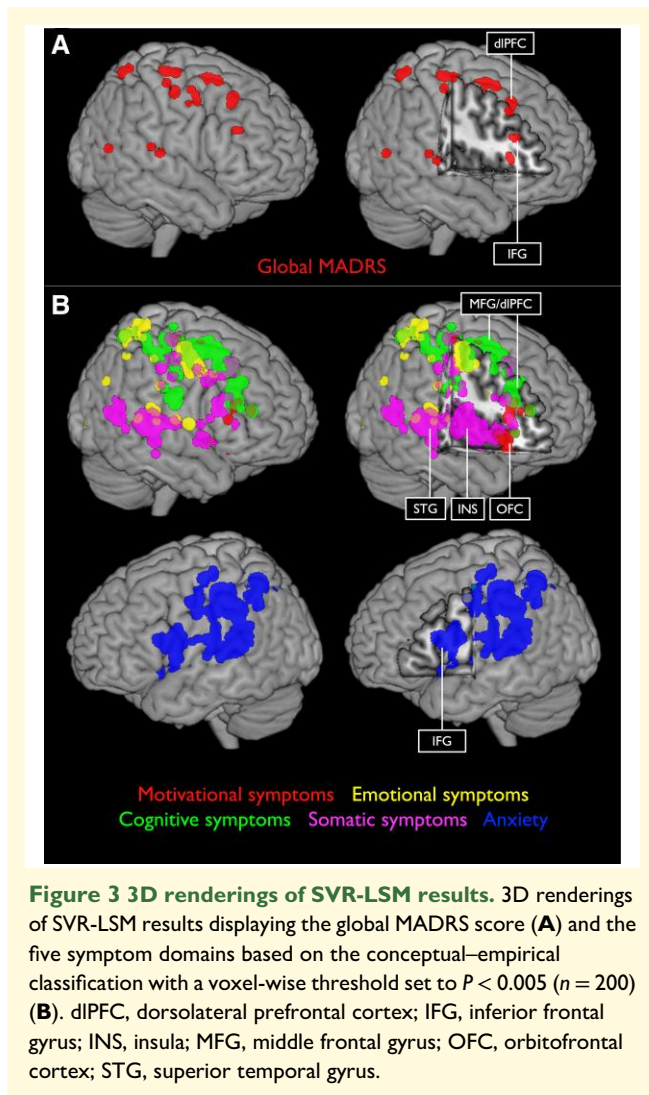 A
dlPFC
IFG
Global MADRS
B
MFG/dlPFC
STG INS OFC
IFG
Motivational symptoms Emotional symptoms
Cognitive symptoms Somatic symptoms Anxiety
Figure 3 3D renderings of SVR-LSM results. 3D renderings
of SVR-LSM results displaying the global MADRS score (A) and the
five symptom domains based on the conceptual–empirical
classification with a voxel-wise threshold set to P < 0.005 (n = 200)
(B). dlPFC, dorsolateral prefrontal cortex; IFG, inferior frontal
gyrus; INS, insula; MFG, middle frontal gyrus; OFC, orbitofrontal
cortex; STG, superior temporal gyrus.